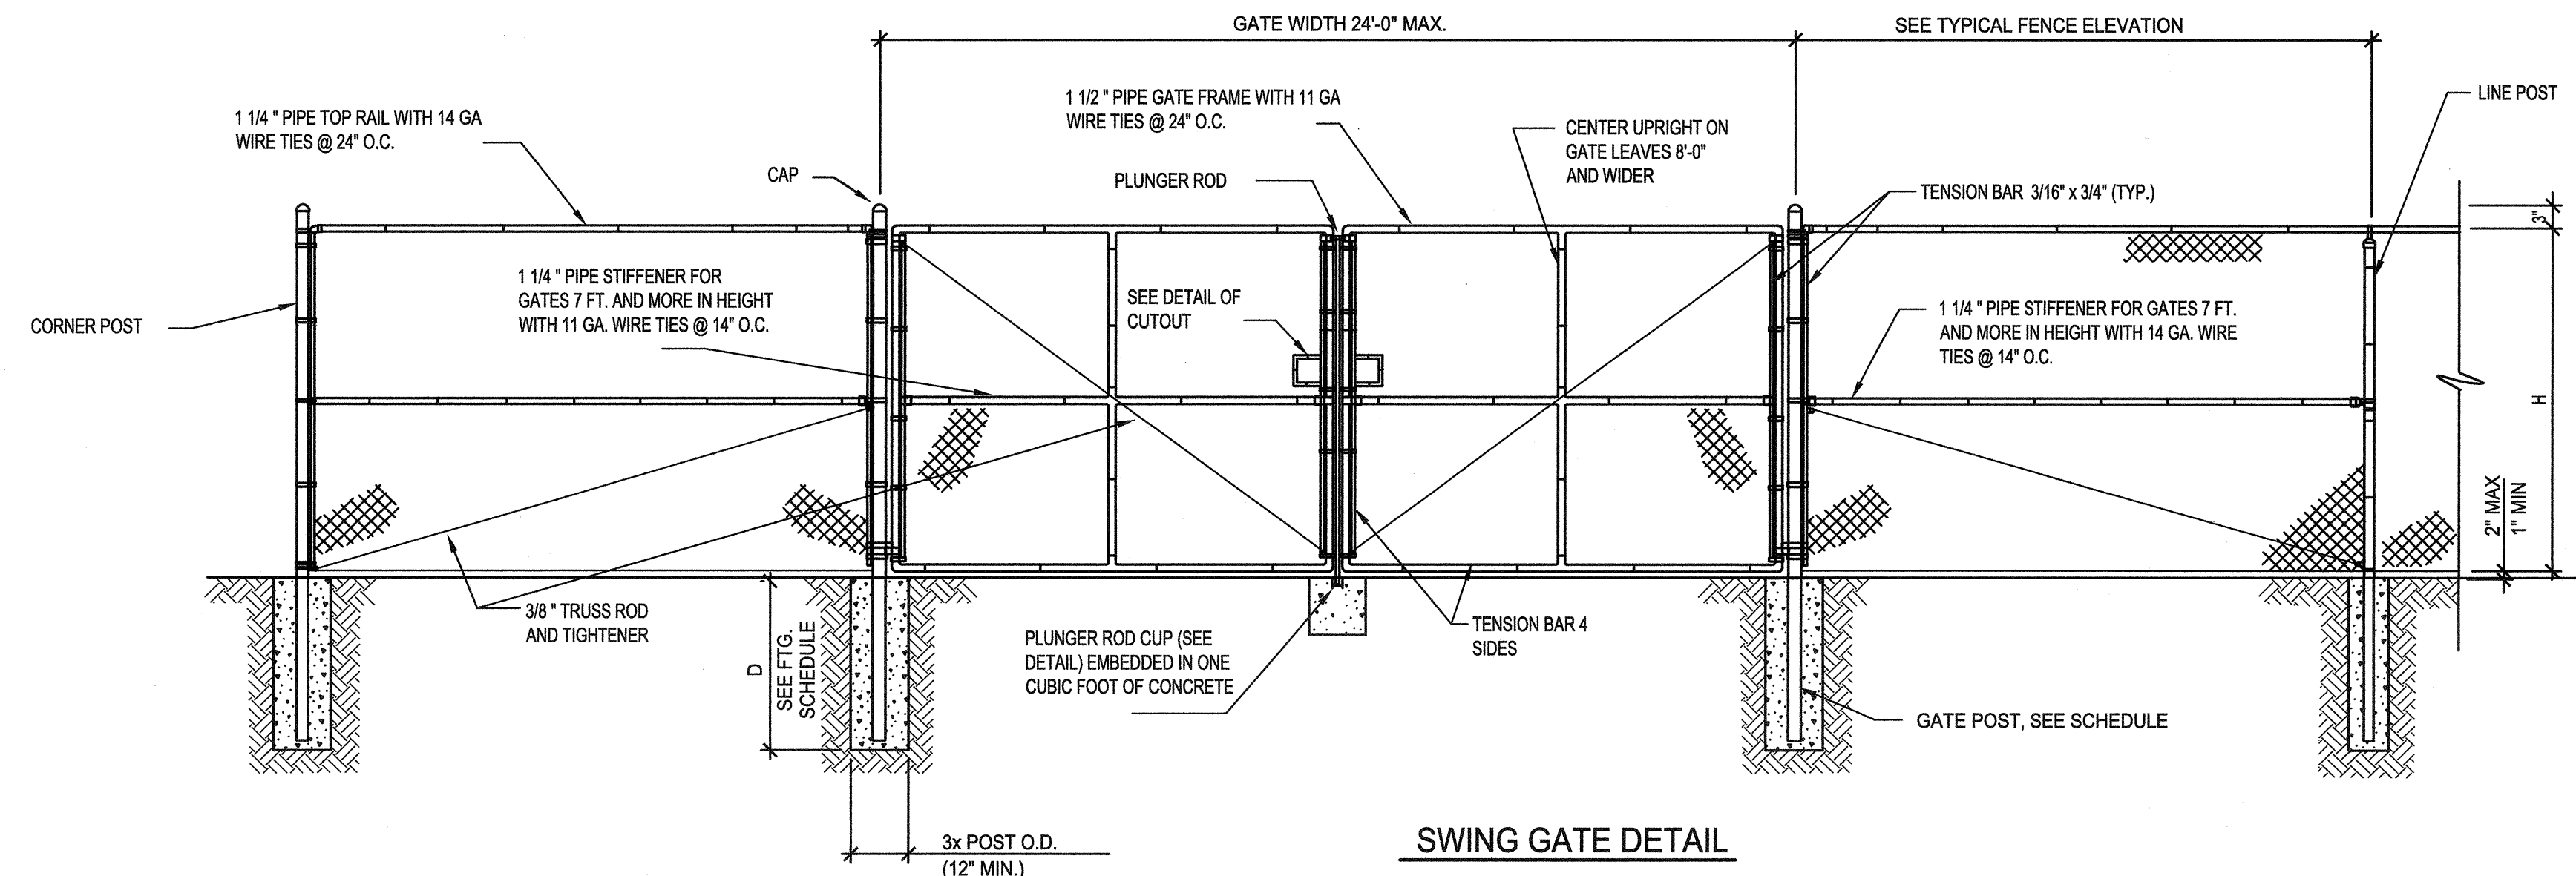 GATE WIDTH 24'-0" MAX.
SEE TYPICAL FENCE ELEVATION
1 1/4 " PIPE TOP RAIL WITH 14 GA
WIRE TIES @ 24" O.C.
CAP
1 1/2 " PIPE GATE FRAME WITH 11 GA
WIRE TIES @ 24" O.C.
PLUNGER ROD
CENTER UPRIGHT ON
GATE LEAVES 8'-0"
AND WIDER
LINE POST
TENSION BAR 3/16" x 3/4" (TYP.)
3"
CORNER POST
1 1/4 " PIPE STIFFENER FOR
GATES 7 FT. AND MORE IN HEIGHT
WITH 11 GA. WIRE TIES @ 14" O.C.
SEE DETAIL OF
CUTOUT
1 1/4 " PIPE STIFFENER FOR GATES 7 FT.
AND MORE IN HEIGHT WITH 14 GA. WIRE
TIES @ 14" O.C.
H
2" MAX
1" MIN
3/8 " TRUSS ROD
AND TIGHTENER
D
SEE FTG.
SCHEDULE
PLUNGER ROD CUP (SEE
DETAIL) EMBEDDED IN ONE
CUBIC FOOT OF CONCRETE
TENSION BAR 4
SIDES
GATE POST, SEE SCHEDULE
3x POST O.D.
(12" MIN.)
SWING GATE DETAIL